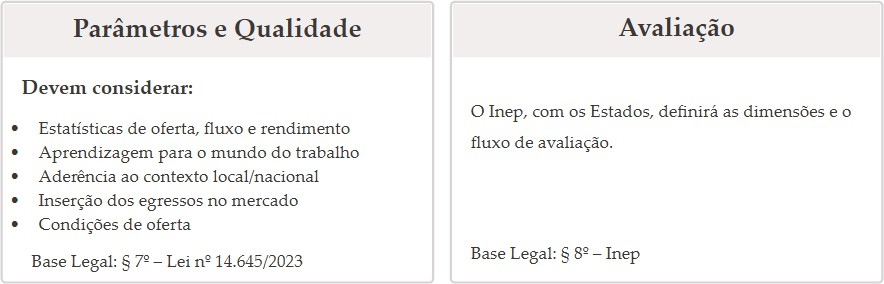 Parâmetros e Qualidade
Devem considerar:
• Estatísticas de oferta, fluxo e rendimento
• Aprendizagem para o mundo do trabalho
• Aderência ao contexto local/nacional
• Inserção dos egressos no mercado
• Condições de oferta
Base Legal: § 7º – Lei nº 14.645/2023
Avaliação
O Inep, com os Estados, definirá as dimensões e o
fluxo de avaliação.
Base Legal: § 8º – Inep